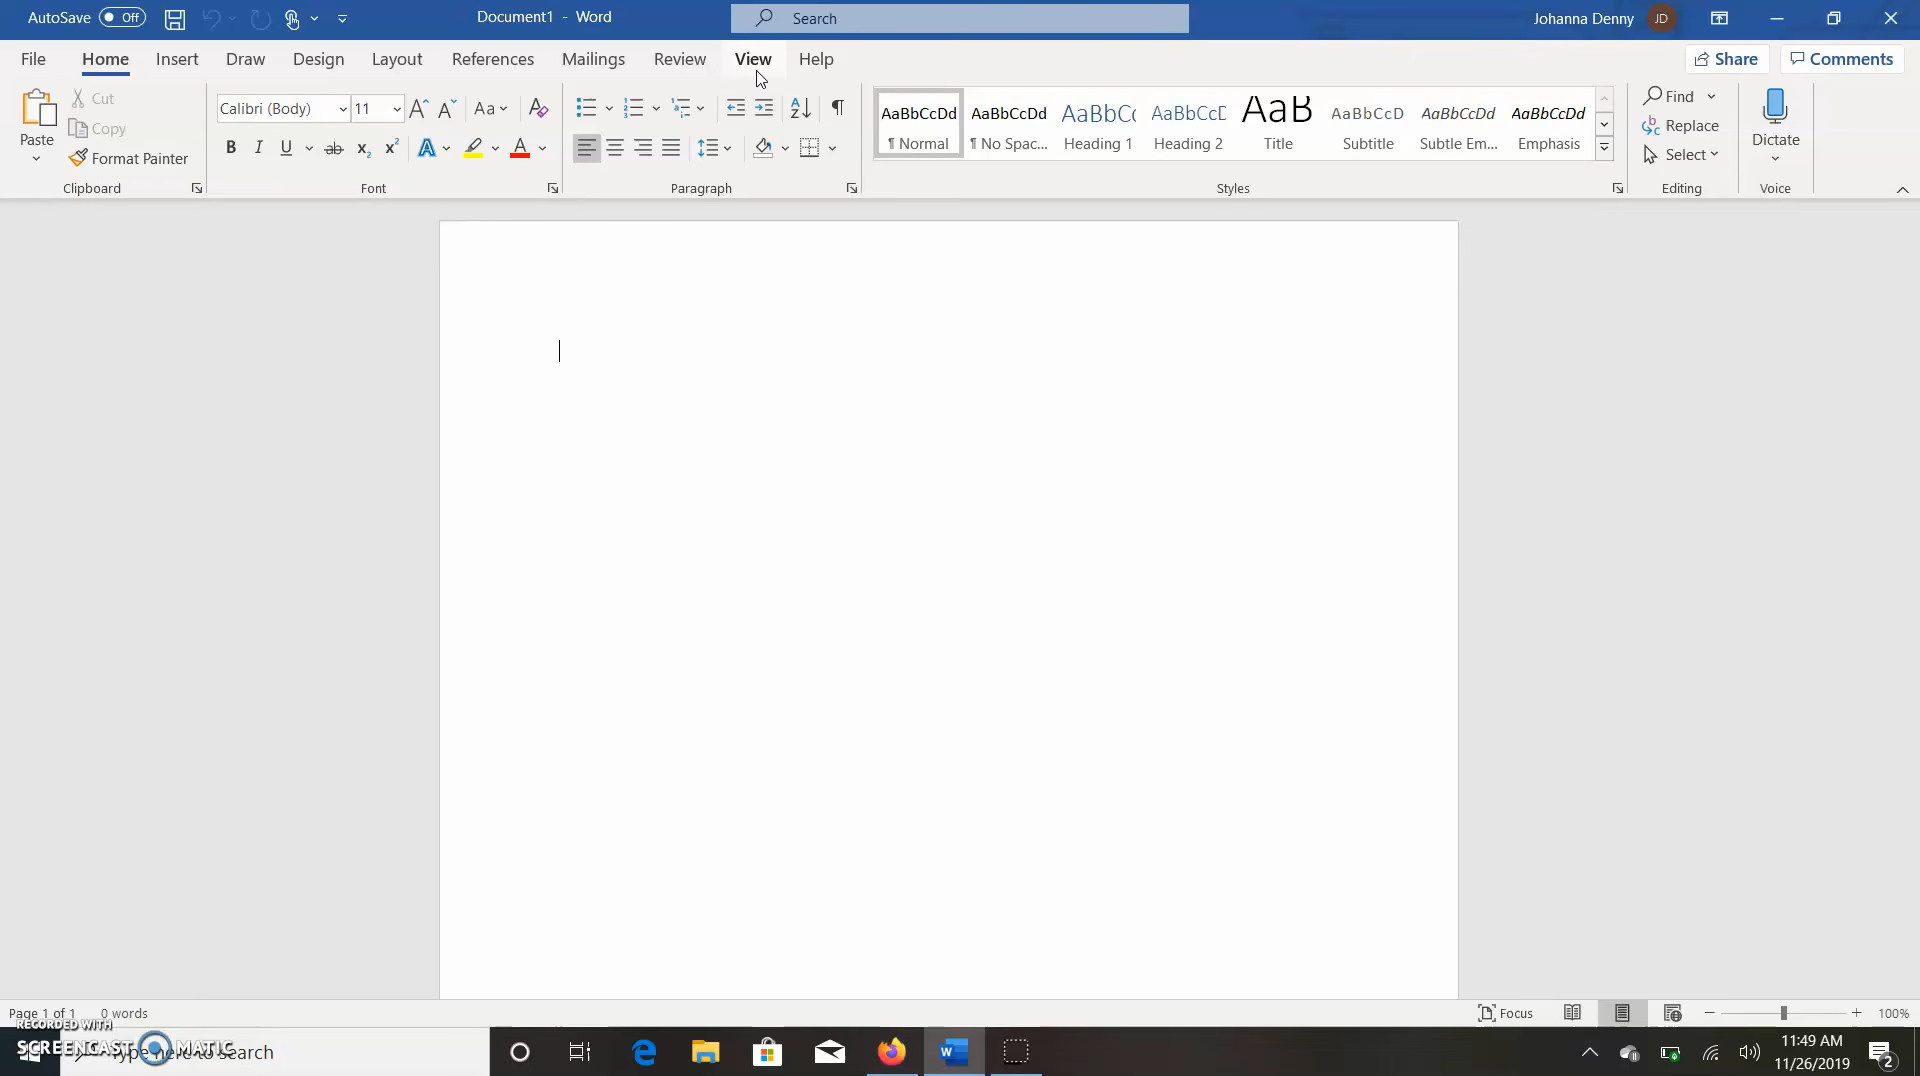 AutoSave Off Document1 - Word Search Johanna Denny JD
File Home Insert Draw Design Layout References Mailings Review View Help Share Comments
Paste Cut Copy Format Painter
Clipboard
Calibri (Body) 11
Font
Paragraph
AaBbCcDd AaBbCcDd AaBbC AaBbCcD AaB AaBbCcD AaBbCcDd AaBbCcDd
¶ Normal ¶ No Spac... Heading 1 Heading 2 Title Subtitle Subtle Em... Emphasis
Styles
Find
Replace
Select
Editing
Dictate
Voice
Page 1 of 1 0 words Focus 100%
RECORDED WITH
SCREENCAST MATIC
Type here to search
11:49 AM
11/26/2019
2